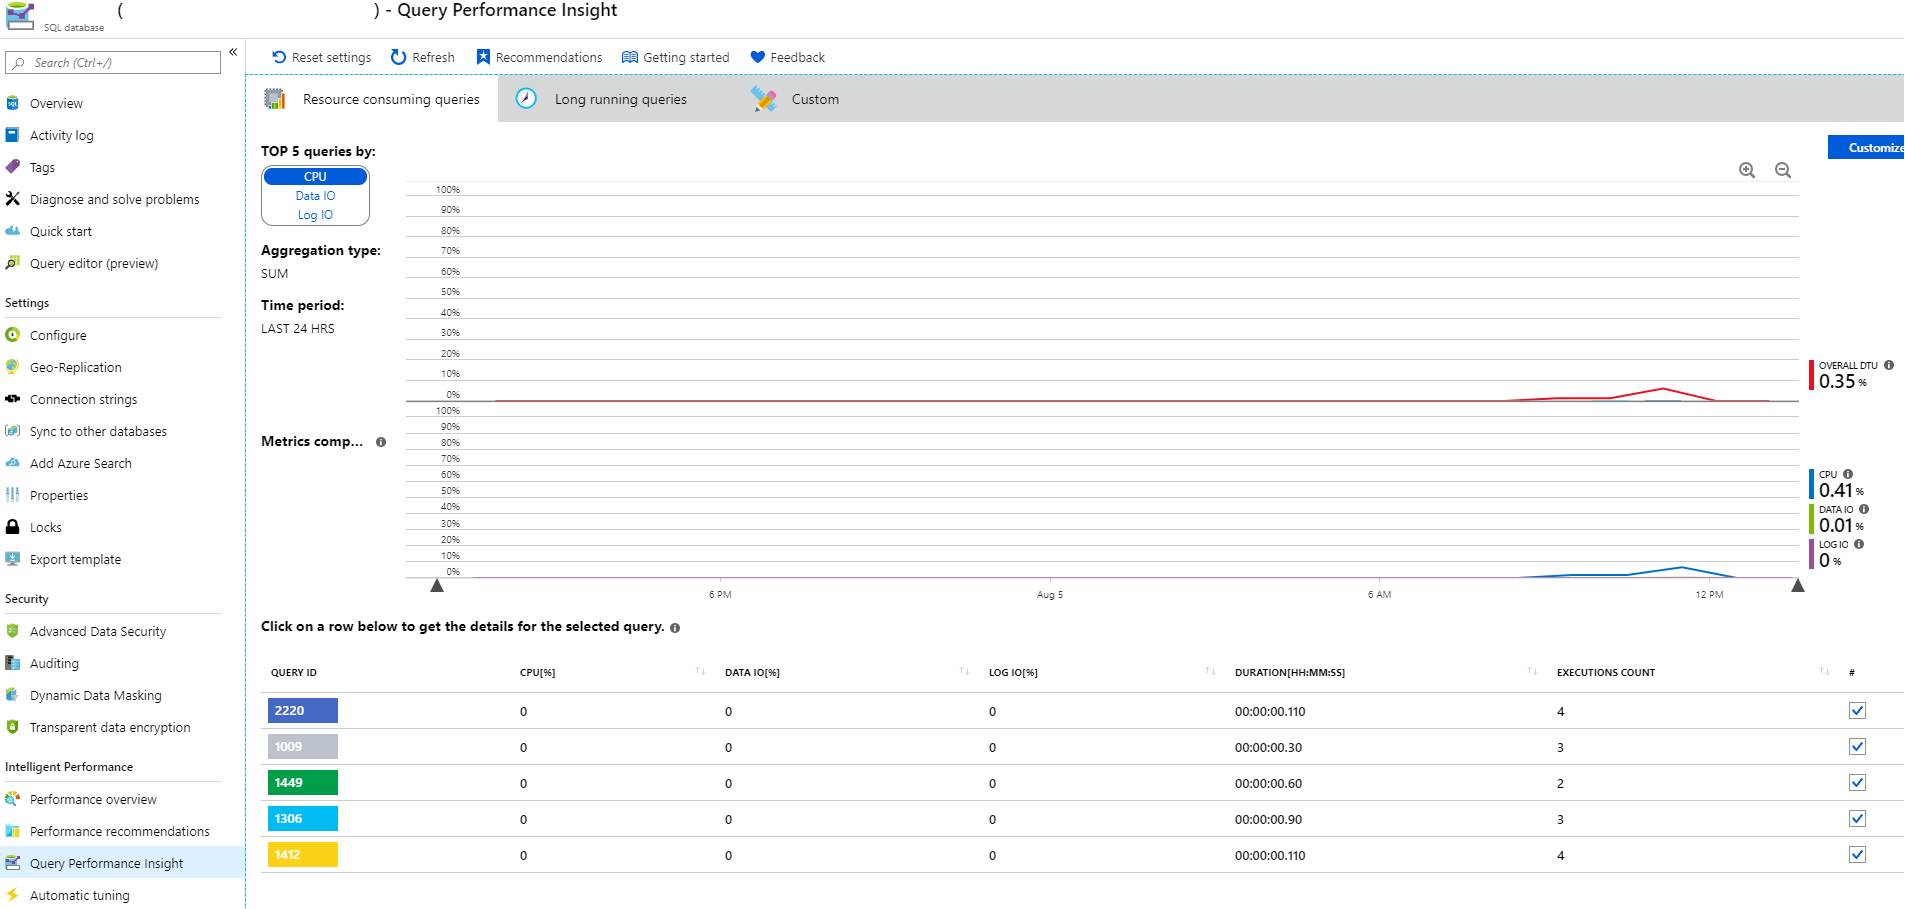 ( ) - Query Performance Insight
SQL database
Search (Ctrl+/)
«
Overview
Activity log
Tags
Diagnose and solve problems
Quick start
Query editor (preview)
Settings
Configure
Geo-Replication
Connection strings
Sync to other databases
Add Azure Search
Properties
Locks
Export template
Security
Advanced Data Security
Auditing
Dynamic Data Masking
Transparent data encryption
Intelligent Performance
Performance overview
Performance recommendations
Query Performance Insight
Automatic tuning
Reset settings Refresh Recommendations Getting started Feedback
Resource consuming queries Long running queries Custom
TOP 5 queries by:
CPU
Data IO
Log IO
Aggregation type:
SUM
Time period:
LAST 24 HRS
Metrics comp...
Customize
100%
90%
80%
70%
60%
50%
40%
30%
20%
10%
0%
OVERALL DTU
0.35 %
100%
90%
80%
70%
60%
50%
40%
30%
20%
10%
0%
CPU
0.41 %
DATA IO
0.01 %
LOG IO
0 %
6 PM Aug 5 6 AM 12 PM
Click on a row below to get the details for the selected query.
QUERY ID CPU[%] DATA IO[%] LOG IO[%] DURATION[HH:MM:SS] EXECUTIONS COUNT #
2220 0 0 0 00:00:00.110 4
1009 0 0 0 00:00:00.30 3
1449 0 0 0 00:00:00.60 2
1306 0 0 0 00:00:00.90 3
1412 0 0 0 00:00:00.110 4